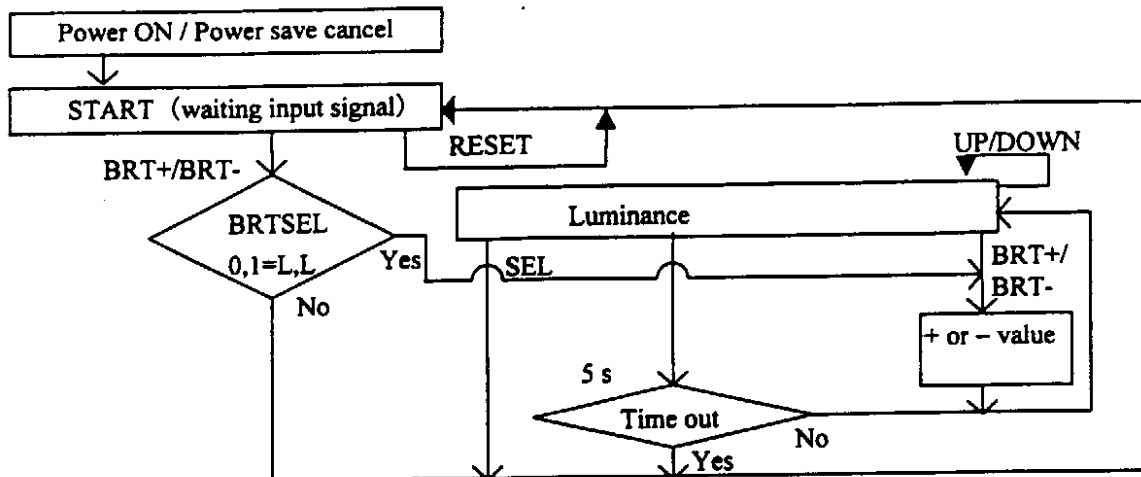 Power ON / Power save cancel
START (waiting input signal)
RESET
UP/DOWN
BRT+/BRT-
Luminance
BRTSEL
0,1=L,L
Yes
SEL
BRT+/
BRT-
No
+ or – value
5 s
Time out
No
Yes